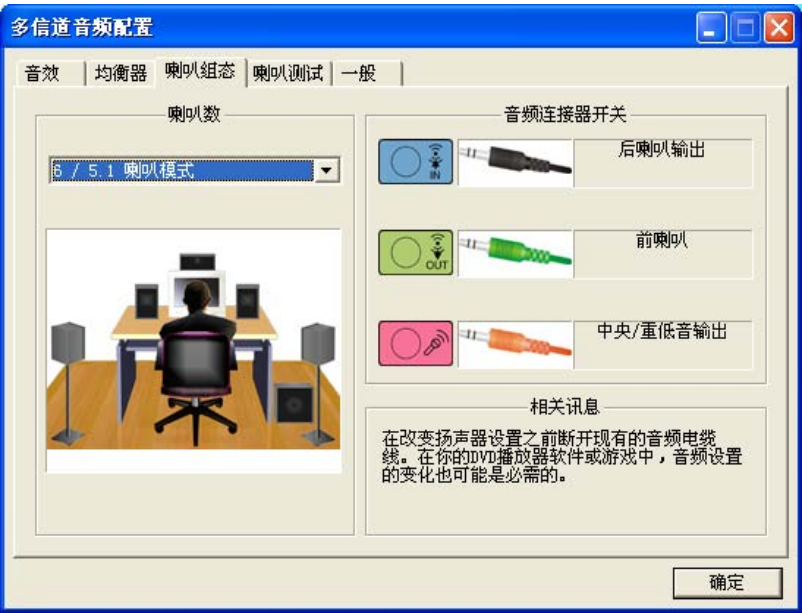 多信道音频配置
音效
均衡器
喇叭组态
喇叭测试
一般
喇叭数
6 / 5.1 喇叭模式
音频连接器开关
IN
后喇叭输出
OUT
前喇叭
中央/重低音输出
相关讯息
在改变扬声器设置之前断开现有的音频电缆
线。在你的DVD播放器软件或游戏中，音频设置
的变化也可能是必需的。
确定